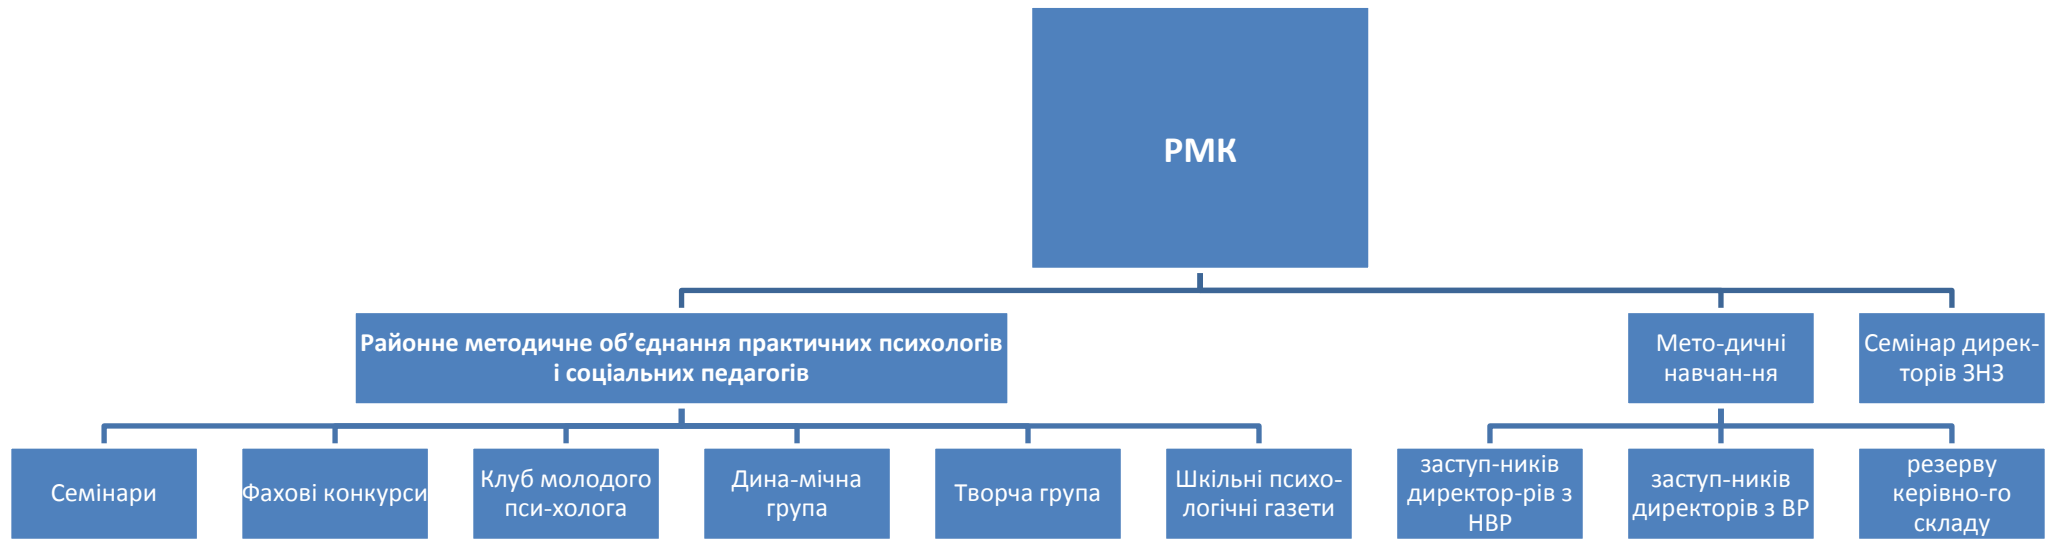 РМК
Районне методичне об’єднання практичних психологів
і соціальних педагогів
Мето-дичні
навчан-ня
Семінар дирек-
торів ЗНЗ
Семінари
Фахові конкурси
Клуб молодого
пси-холога
Дина-мічна
група
Творча група
Шкільні психо-
логічні газети
заступ-ників
директор-рів з
НВР
заступ-ників
директорів з ВР
резерву
керівно-го
складу